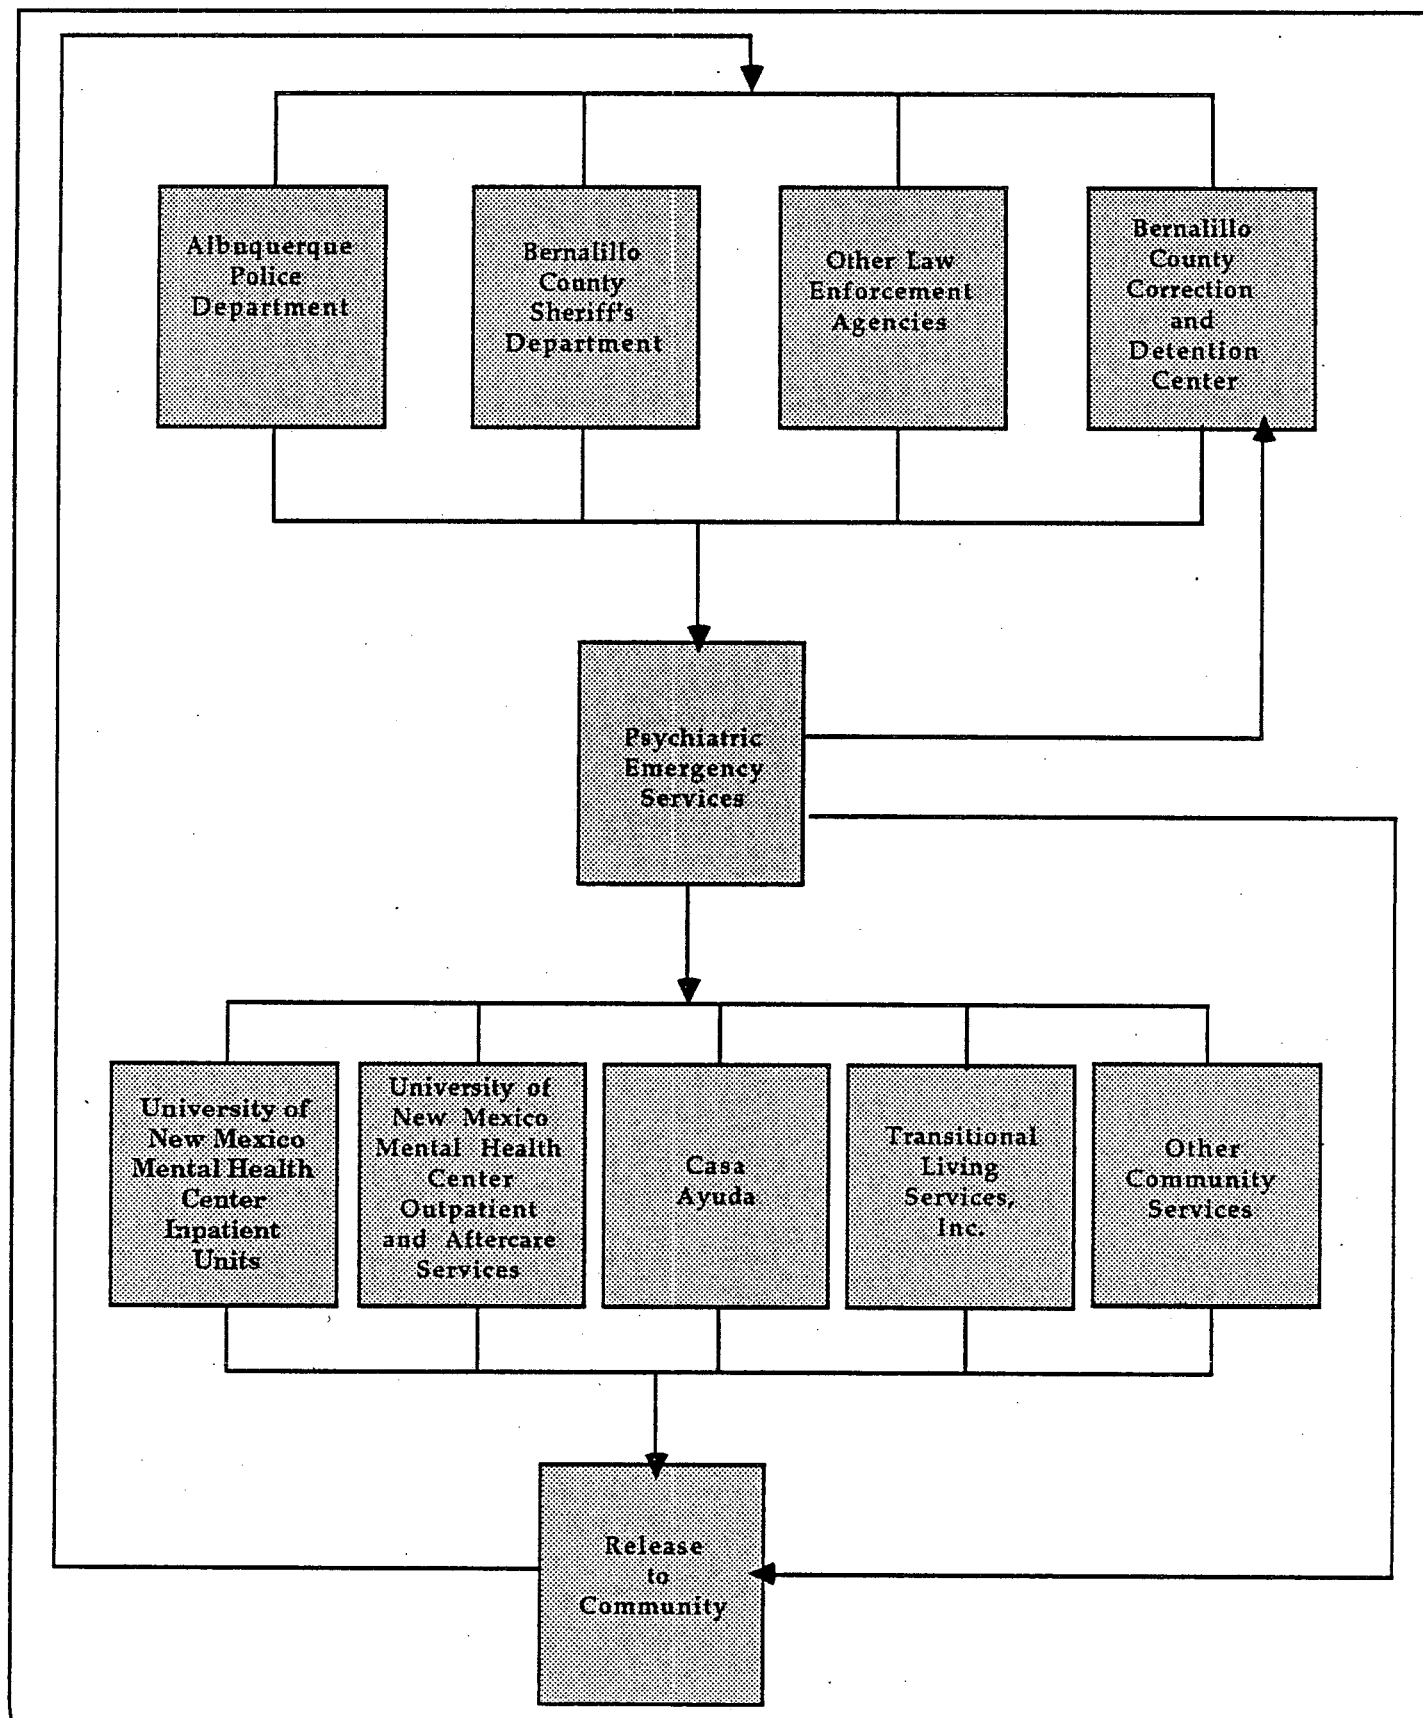 Albuquerque
Police
Department
Bernalillo
County
Sheriff's
Department
Other Law
Enforcement
Agencies
Bernalillo
County
Correction
and
Detention
Center
Psychiatric
Emergency
Services
University of
New Mexico
Mental Health
Center
Inpatient
Units
University of
New Mexico
Mental Health
Center
Outpatient
and Aftercare
Services
Casa
Ayuda
Transitional
Living
Services,
Inc.
Other
Community
Services
Release
to
Community